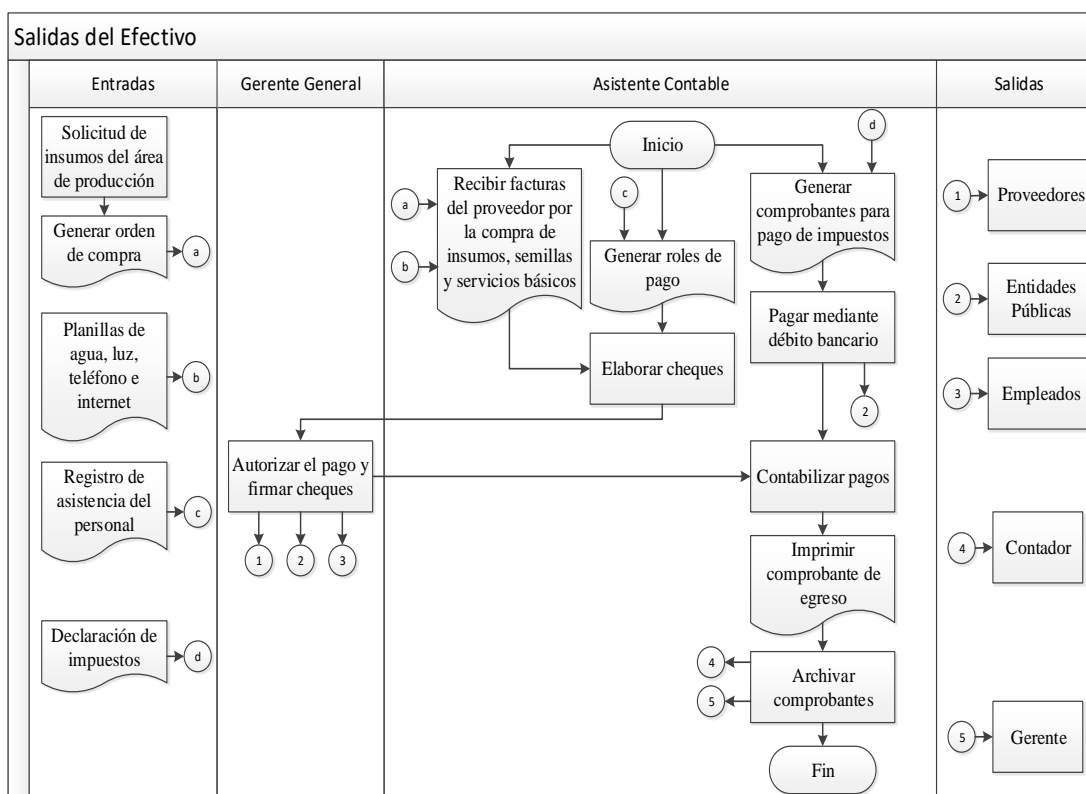 Salidas del Efectivo
Entradas
Gerente General
Asistente Contable
Salidas
Solicitud de
insumos del área
de producción
Generar orden
de compra
a
Planillas de
agua, luz,
teléfono e
internet
b
Registro de
asistencia del
personal
c
Declaración de
impuestos
d
Autorizar el pago y
firmar cheques
1
2
3
Inicio
a
b
Recibir facturas
del proveedor por
la compra de
insumos, semillas
y servicios básicos
c
Generar roles de
pago
Elaborar cheques
d
Generar
comprobantes para
pago de impuestos
Pagar mediante
débito bancario
2
Contabilizar pagos
Imprimir
comprobante de
egreso
4
5
Archivar
comprobantes
Fin
1
Proveedores
2
Entidades
Públicas
3
Empleados
4
Contador
5
Gerente